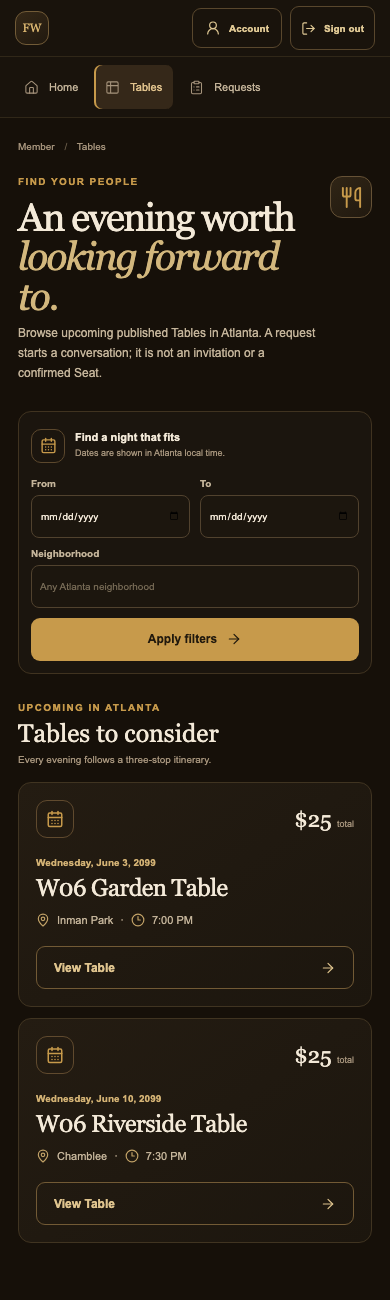 FW
Account
Sign out
Home
Tables
Requests
Member / Tables
FIND YOUR PEOPLE
An evening worth
looking forward
to.
Browse upcoming published Tables in Atlanta. A request
starts a conversation; it is not an invitation or a
confirmed Seat.
Find a night that fits
Dates are shown in Atlanta local time.
From
To
mm/dd/yyyy
mm/dd/yyyy
Neighborhood
Any Atlanta neighborhood
Apply filters
UPCOMING IN ATLANTA
Tables to consider
Every evening follows a three-stop itinerary.
$25 total
Wednesday, June 3, 2099
W06 Garden Table
Inman Park · 7:00 PM
View Table
$25 total
Wednesday, June 10, 2099
W06 Riverside Table
Chamblee · 7:30 PM
View Table